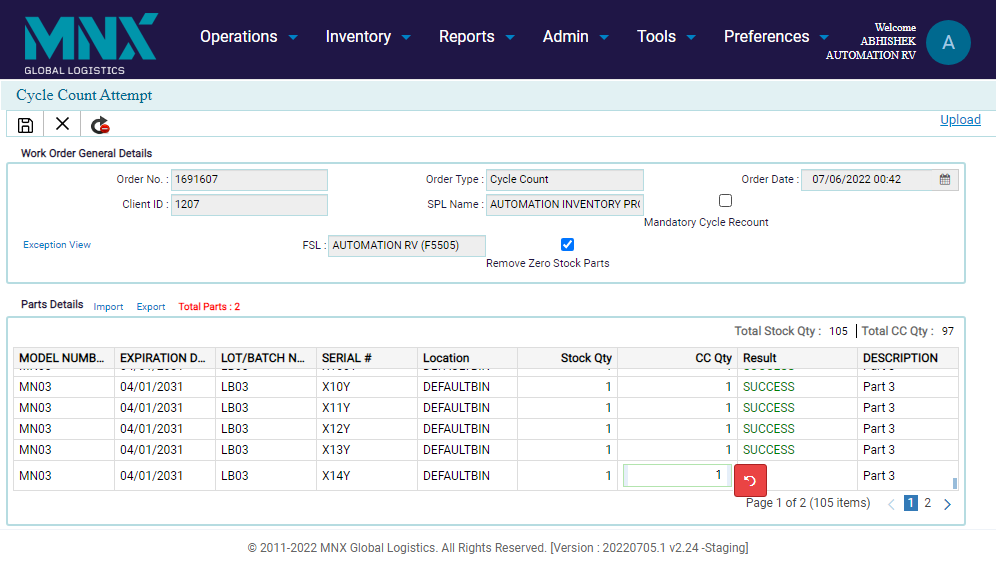 MNX
GLOBAL LOGISTICS
Operations Inventory Reports Admin Tools Preferences
Welcome
ABHISHEK
AUTOMATION RV
A
Cycle Count Attempt
Upload
Work Order General Details
Order No. : 1691607 Order Type : Cycle Count Order Date : 07/06/2022 00:42
Client ID : 1207 SPL Name : AUTOMATION INVENTORY PR
Mandatory Cycle Recount
Exception View FSL : AUTOMATION RV (F5505)
Remove Zero Stock Parts
Parts Details Import Export Total Parts : 2
Total Stock Qty : 105 Total CC Qty : 97
MODEL NUMB... EXPIRATION D... LOT/BATCH N... SERIAL # Location Stock Qty CC Qty Result DESCRIPTION
MN03 04/01/2031 LB03 X10Y DEFAULTBIN 1 1 SUCCESS Part 3
MN03 04/01/2031 LB03 X11Y DEFAULTBIN 1 1 SUCCESS Part 3
MN03 04/01/2031 LB03 X12Y DEFAULTBIN 1 1 SUCCESS Part 3
MN03 04/01/2031 LB03 X13Y DEFAULTBIN 1 1 SUCCESS Part 3
MN03 04/01/2031 LB03 X14Y DEFAULTBIN 1 1 Part 3
Page 1 of 2 (105 items) 1 2
© 2011-2022 MNX Global Logistics. All Rights Reserved. [Version : 20220705.1 v2.24 -Staging]